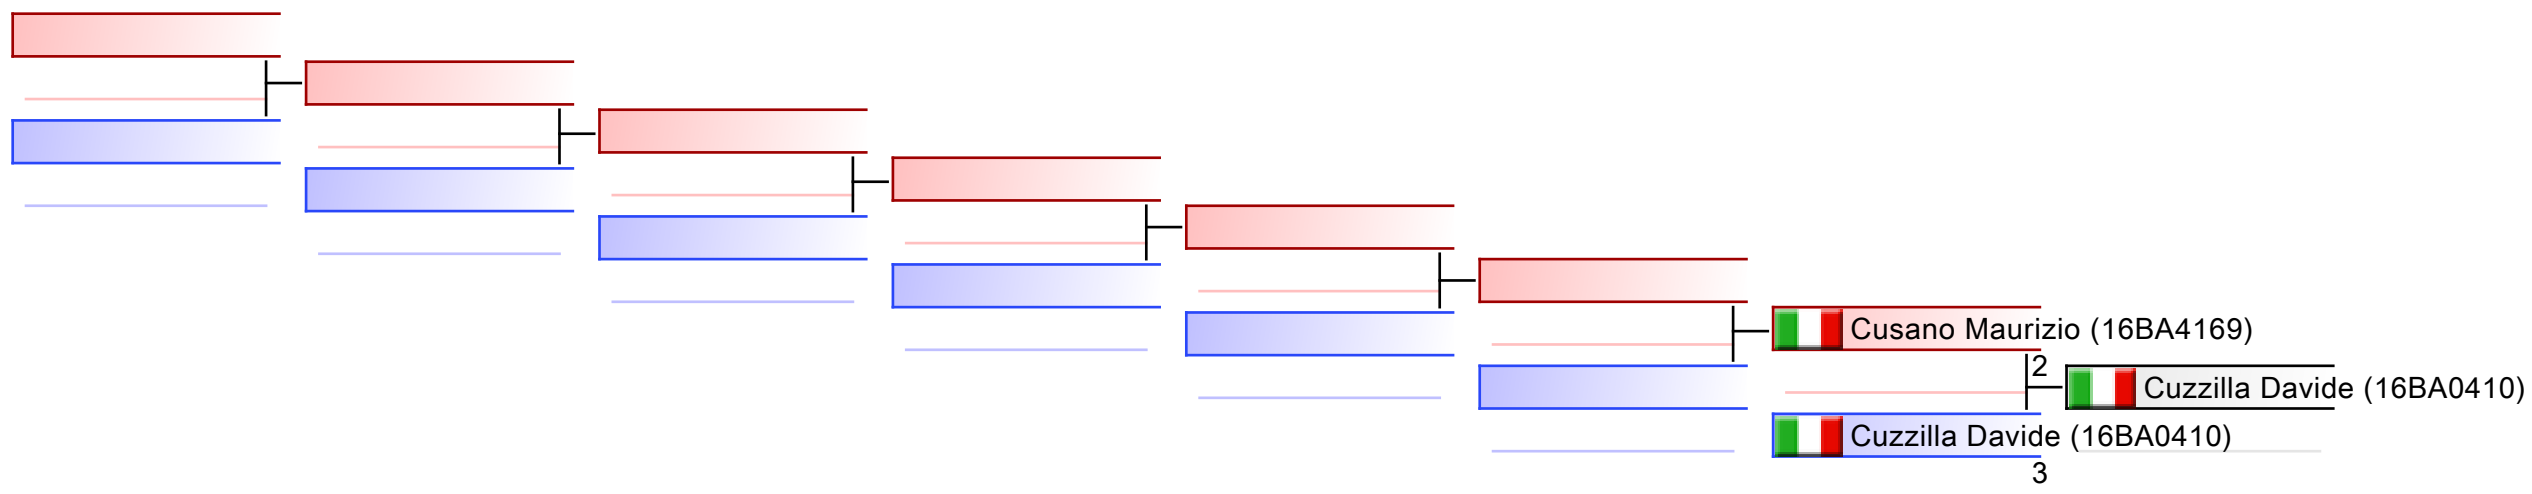 Cusano Maurizio (16BA4169)
2
Cuzzilla Davide (16BA0410)
Cuzzilla Davide (16BA0410)
3